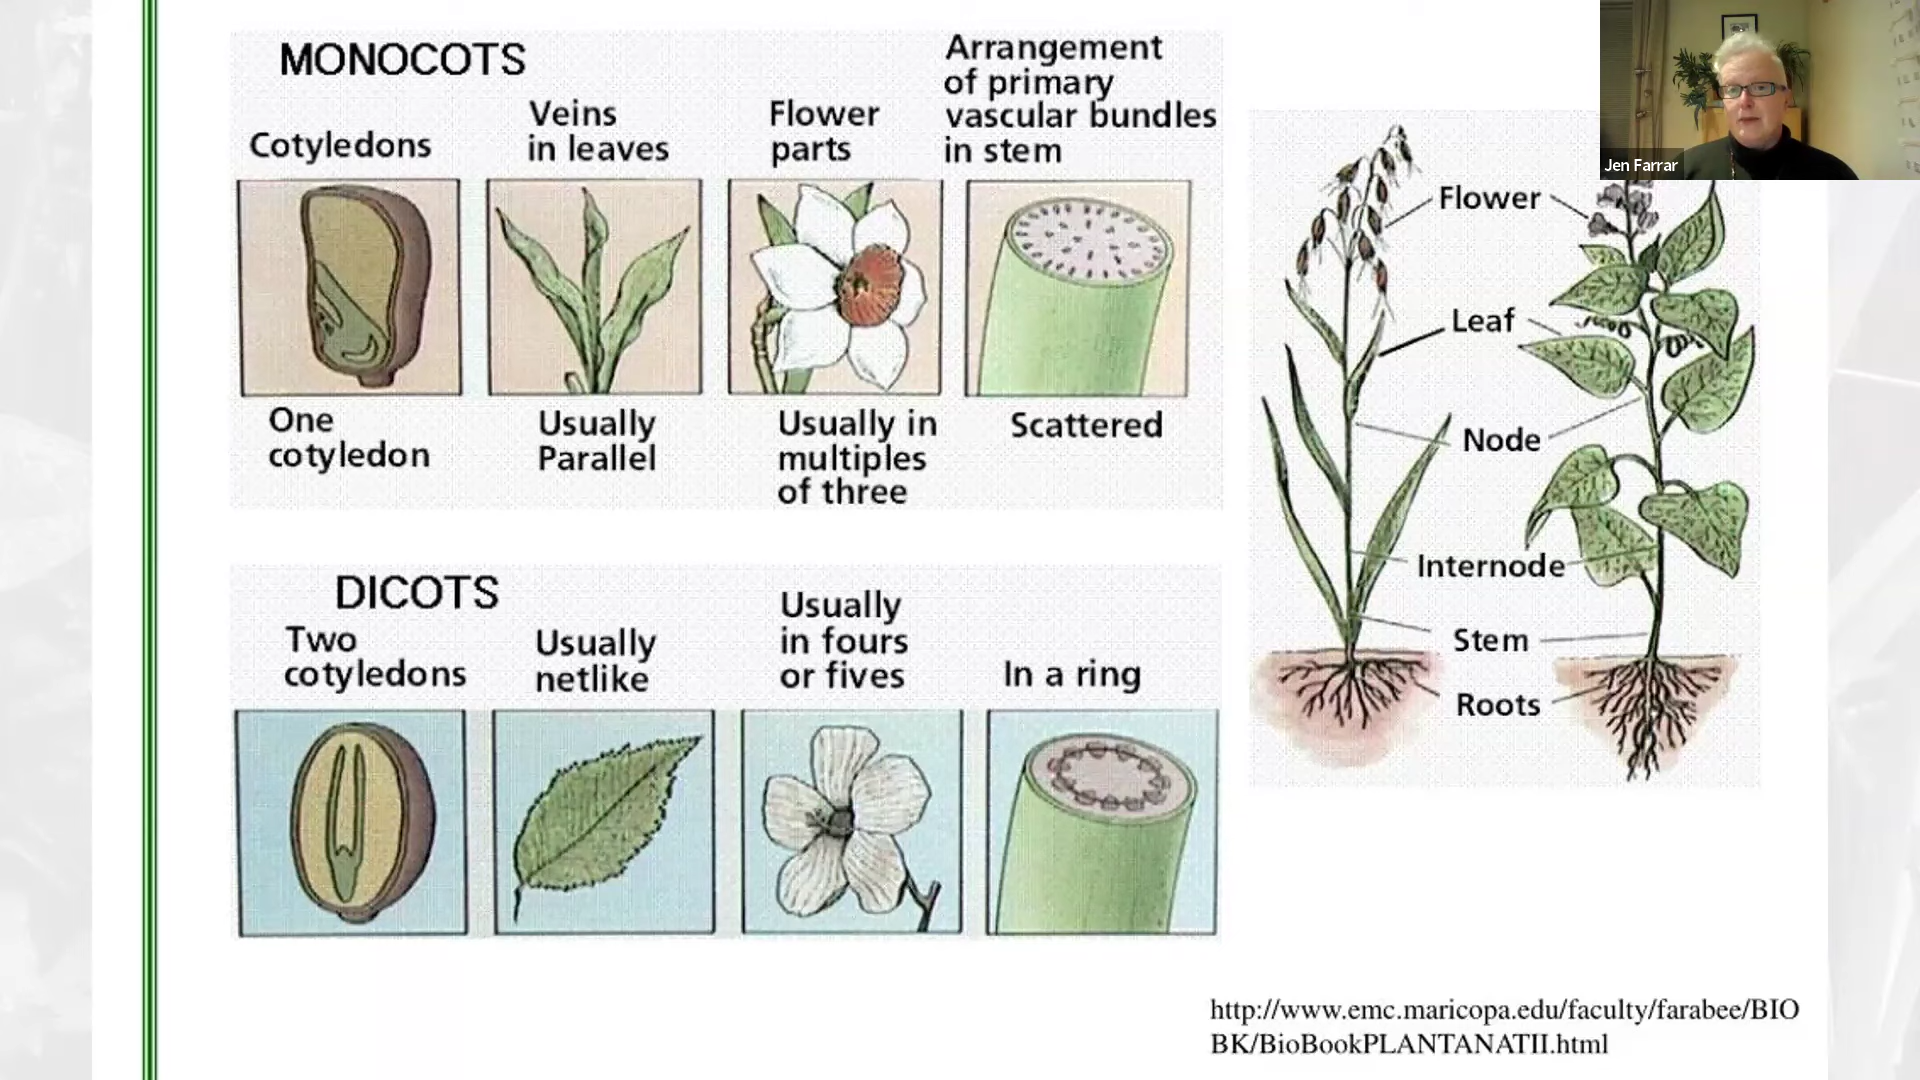 MONOCOTS
Cotyledons
Veins
in leaves
Flower
parts
Arrangement
of primary
vascular bundles
in stem
One
cotyledon
Usually
Parallel
Usually in
multiples
of three
Scattered
DICOTS
Two
cotyledons
Usually
netlike
Usually
in fours
or fives
In a ring
Flower
Leaf
Node
Internode
Stem
Roots
Jen Farrar
http://www.emc.maricopa.edu/faculty/farabee/BIO
BK/BioBookPLANTANATII.html